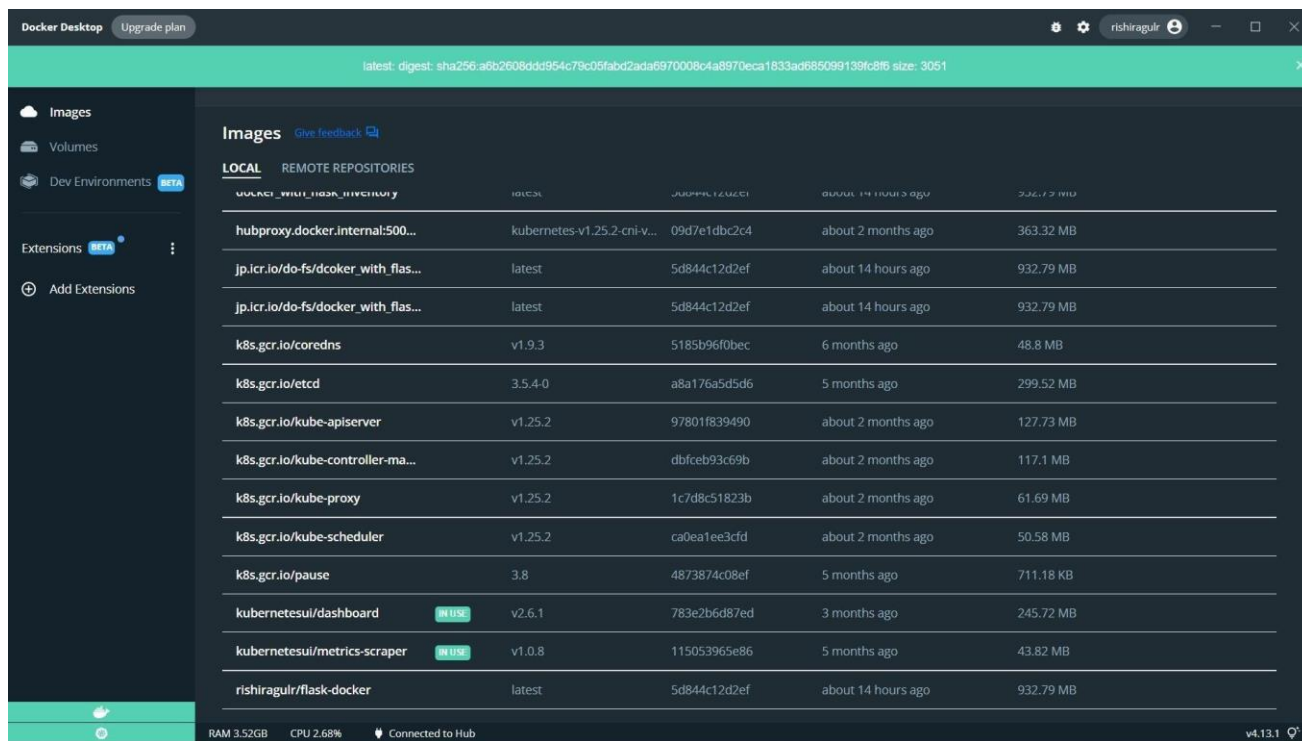 Docker Desktop Upgrade plan rishiragulr
latest: digest: sha256:a6b2608ddd954c79c05fabd2ada6970008c4a8970eca1833ad685099139fc8f6 size: 3051
Images
Volumes
Dev Environments BETA
Extensions BETA
Add Extensions
Images Give feedback
LOCAL REMOTE REPOSITORIES
docker_with_flask_inventory latest 5d844c12d2ef about 14 hours ago 932.79 MB
hubproxy.docker.internal:500... kubernetes-v1.25.2-cni-v... 09d7e1dbc2c4 about 2 months ago 363.32 MB
jp.icr.io/do-fs/dcoker_with_flas... latest 5d844c12d2ef about 14 hours ago 932.79 MB
jp.icr.io/do-fs/docker_with_flas... latest 5d844c12d2ef about 14 hours ago 932.79 MB
k8s.gcr.io/coredns v1.9.3 5185b96f0bec 6 months ago 48.8 MB
k8s.gcr.io/etcd 3.5.4-0 a8a176a5d5d6 5 months ago 299.52 MB
k8s.gcr.io/kube-apiserver v1.25.2 97801f839490 about 2 months ago 127.73 MB
k8s.gcr.io/kube-controller-ma... v1.25.2 dbfceb93c69b about 2 months ago 117.1 MB
k8s.gcr.io/kube-proxy v1.25.2 1c7d8c51823b about 2 months ago 61.69 MB
k8s.gcr.io/kube-scheduler v1.25.2 ca0ea1ee3cfd about 2 months ago 50.58 MB
k8s.gcr.io/pause 3.8 4873874c08ef 5 months ago 711.18 KB
kubernetesui/dashboard IN USE v2.6.1 783e2b6d87ed 3 months ago 245.72 MB
kubernetesui/metrics-scraper IN USE v1.0.8 115053965e86 5 months ago 43.82 MB
rishiragulr/flask-docker latest 5d844c12d2ef about 14 hours ago 932.79 MB
RAM 3.52GB CPU 2.68% Connected to Hub v4.13.1